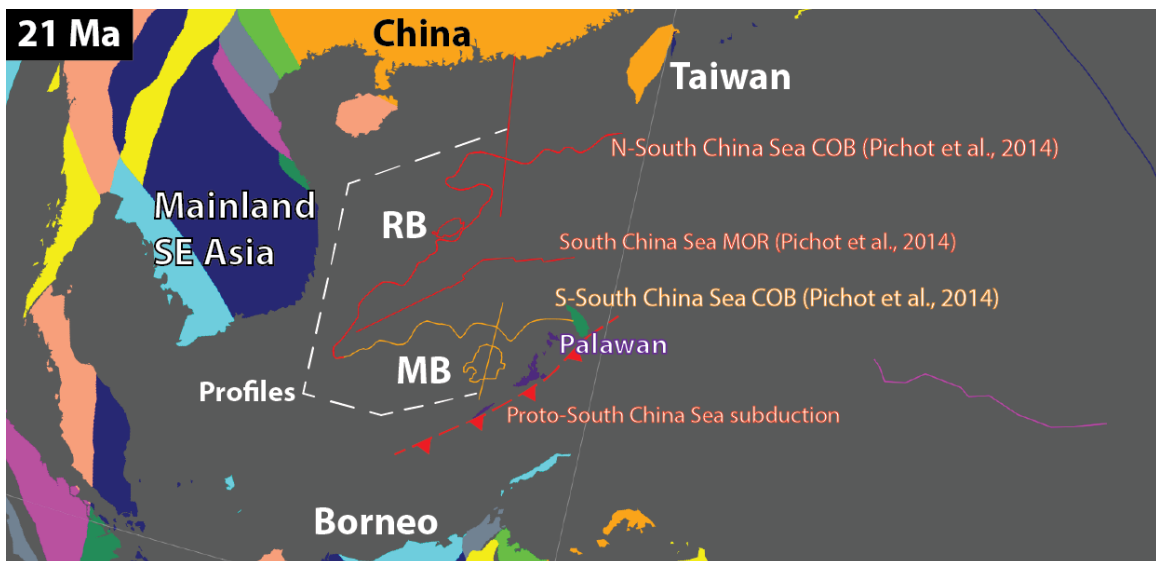 21 Ma
China
Taiwan
N-South China Sea COB (Pichot et al., 2014)
Mainland
SE Asia
RB
South China Sea MOR (Pichot et al., 2014)
S-South China Sea COB (Pichot et al., 2014)
Palawan
MB
Profiles
Proto-South China Sea subduction
Borneo